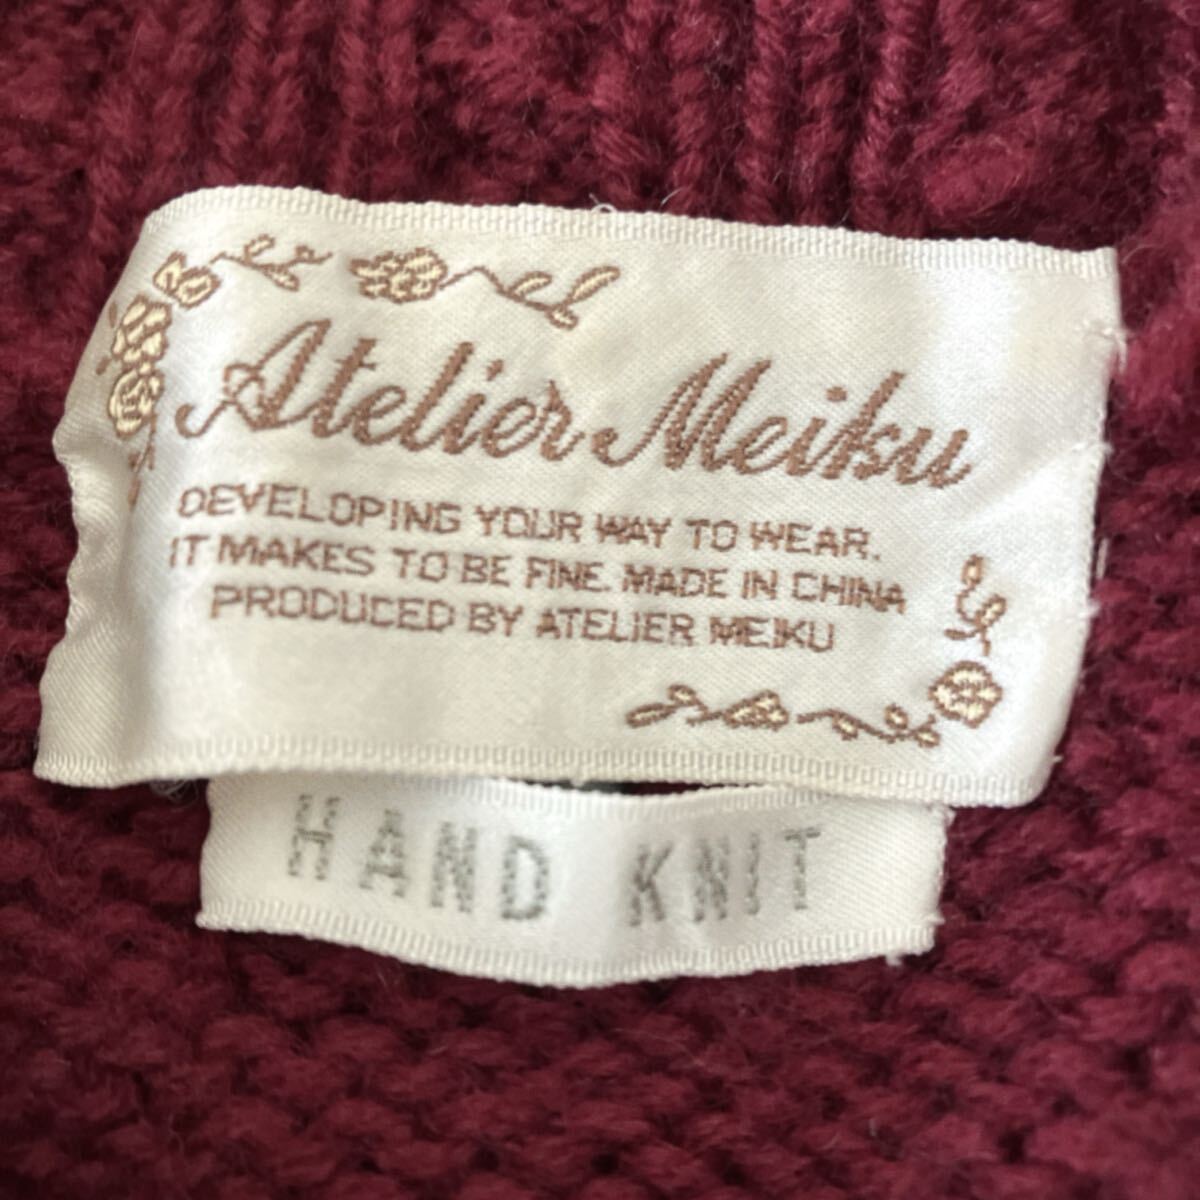 Atelier Meiku
DEVELOPING YOUR WAY TO WEAR.
IT MAKES TO BE FINE. MADE IN CHINA
PRODUCED BY ATELIER MEIKU
HAND KNIT